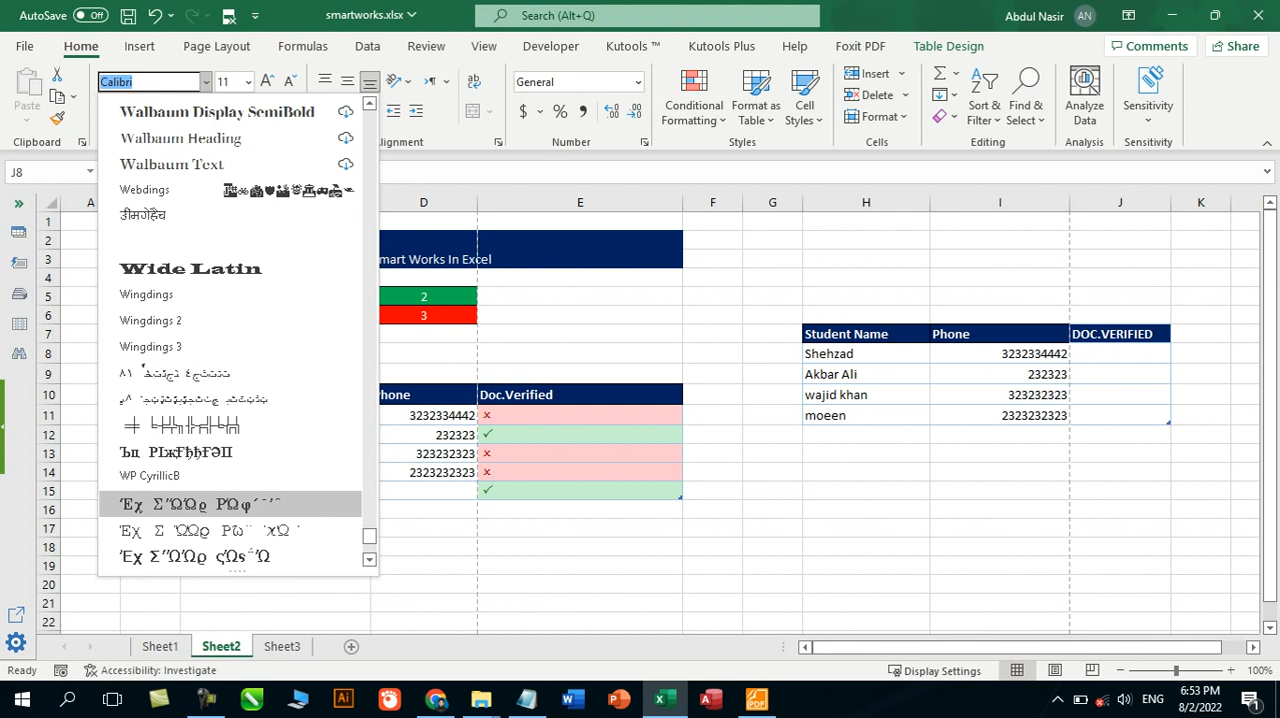 AutoSave Off
smartworks.xlsx
Search (Alt+Q)
Abdul Nasir AN
File Home Insert Page Layout Formulas Data Review View Developer Kutools ™ Kutools Plus Help Foxit PDF Table Design
Comments Share
Paste
Clipboard
Calibri 11
Alignment
General
Number
Conditional Formatting
Format as Table
Cell Styles
Styles
Insert
Delete
Format
Cells
Sort & Filter
Find & Select
Editing
Analyze Data
Analysis
Sensitivity
Sensitivity
J8
Walbaum Display SemiBold
Walbaum Heading
Walbaum Text
Webdings
Wide Latin
Wingdings
Wingdings 2
Wingdings 3
WP CyrillicB
A D E F G H I J K
1
2
3 mart Works In Excel
4
5 2
6 3
7 Student Name Phone DOC.VERIFIED
8 Shehzad 3232334442
9 Akbar Ali 232323
10 hone Doc.Verified wajid khan 323232323
11 3232334442 × moeen 2323232323
12 232323 ✓
13 323232323 ×
14 2323232323 ×
15 ✓
16
17
18
19
20
21
22
Sheet1 Sheet2 Sheet3
Ready Accessibility: Investigate Display Settings 100%
ENG 6:53 PM
8/2/2022